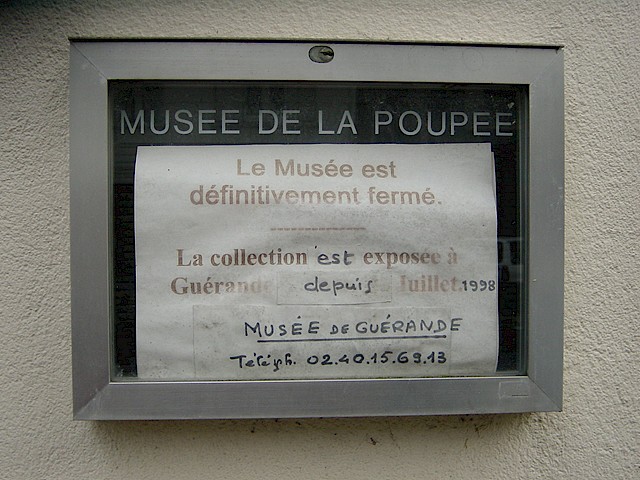 MUSEE DE LA POUPEE
Le Musée est
définitivement fermé.
La collection est exposée à
Guérande depuis Juillet 1998
MUSÉE DE GUÉRANDE
Téléph. 02.40.15.69.13